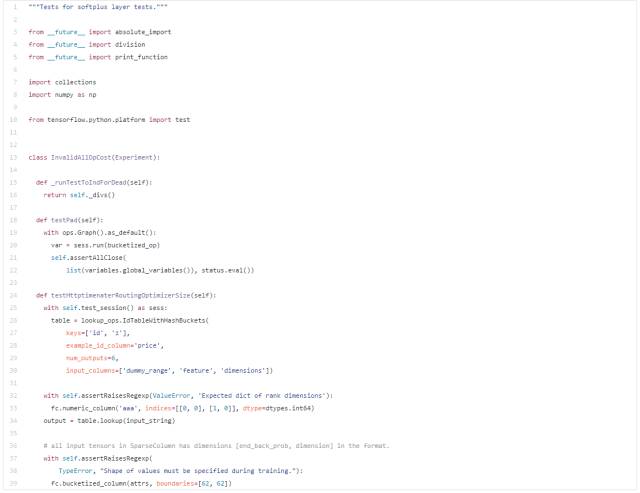 1 """Tests for softplus layer tests."""
2
3 from __future__ import absolute_import
4 from __future__ import division
5 from __future__ import print_function
6
7 import collections
8 import numpy as np
9
10 from tensorflow.python.platform import test
11
12
13 class InvalidAllOpCost(Experiment):
14
15 def _runTestToIndForDead(self):
16 return self._divs()
17
18 def testPad(self):
19 with ops.Graph().as_default():
20 var = sess.run(bucketized_op)
21 self.assertAllClose(
22 list(variables.global_variables()), status.eval())
23
24 def testHttptimenaterRoutingOptimizerSize(self):
25 with self.test_session() as sess:
26 table = lookup_ops.IdTableWithHashBuckets(
27 keys=['id', 'z'],
28 example_id_column='price',
29 num_outputs=6,
30 input_columns=['dummy_range', 'feature', 'dimensions'])
31
32 with self.assertRaisesRegexp(ValueError, 'Expected dict of rank dimensions'):
33 fc.numeric_column('aaa', indices=[[0, 0], [1, 0]], dtype=dtypes.int64)
34 output = table.lookup(input_string)
35
36 # all input tensors in SparseColumn has dimensions [end_back_prob, dimension] in the format.
37 with self.assertRaisesRegexp(
38 TypeError, "Shape of values must be specified during training."):
39 fc.bucketized_column(attrs, boundaries=[62, 62])